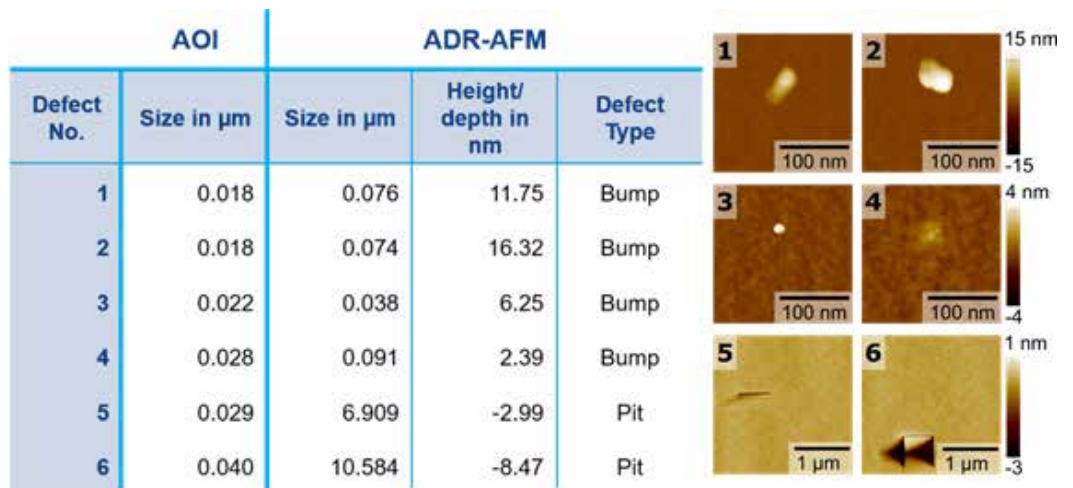 AOI ADR-AFM
Defect No. Size in µm Size in µm Height/ depth in nm Defect Type
1 0.018 0.076 11.75 Bump
2 0.018 0.074 16.32 Bump
3 0.022 0.038 6.25 Bump
4 0.028 0.091 2.39 Bump
5 0.029 6.909 -2.99 Pit
6 0.040 10.584 -8.47 Pit
1 2 15 nm
100 nm 100 nm -15
3 4 4 nm
100 nm 100 nm -4
5 6 1 nm
1 µm 1 µm -3